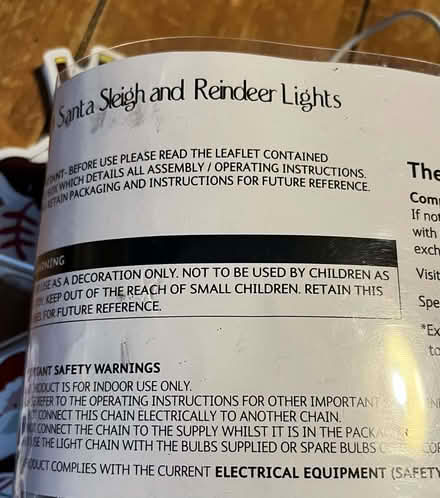 Santa Sleigh and Reindeer Lights
BEFORE USE PLEASE READ THE LEAFLET CONTAINED
WHICH DETAILS ALL ASSEMBLY / OPERATING INSTRUCTIONS.
RETAIN PACKAGING AND INSTRUCTIONS FOR FUTURE REFERENCE.
USE AS A DECORATION ONLY. NOT TO BE USED BY CHILDREN AS
KEEP OUT OF THE REACH OF SMALL CHILDREN. RETAIN THIS
FOR FUTURE REFERENCE.
SAFETY WARNINGS
PRODUCT IS FOR INDOOR USE ONLY.
REFER TO THE OPERATING INSTRUCTIONS FOR OTHER IMPORTANT
CONNECT THIS CHAIN ELECTRICALLY TO ANOTHER CHAIN.
CONNECT THE CHAIN TO THE SUPPLY WHILST IT IS IN THE
USE THE LIGHT CHAIN WITH THE BULBS SUPPLIED OR SPARE BULBS
COMPLIES WITH THE CURRENT ELECTRICAL EQUIPMENT (SAFETY
The
If not
with
exch
Visit
Spe
*Ex
to